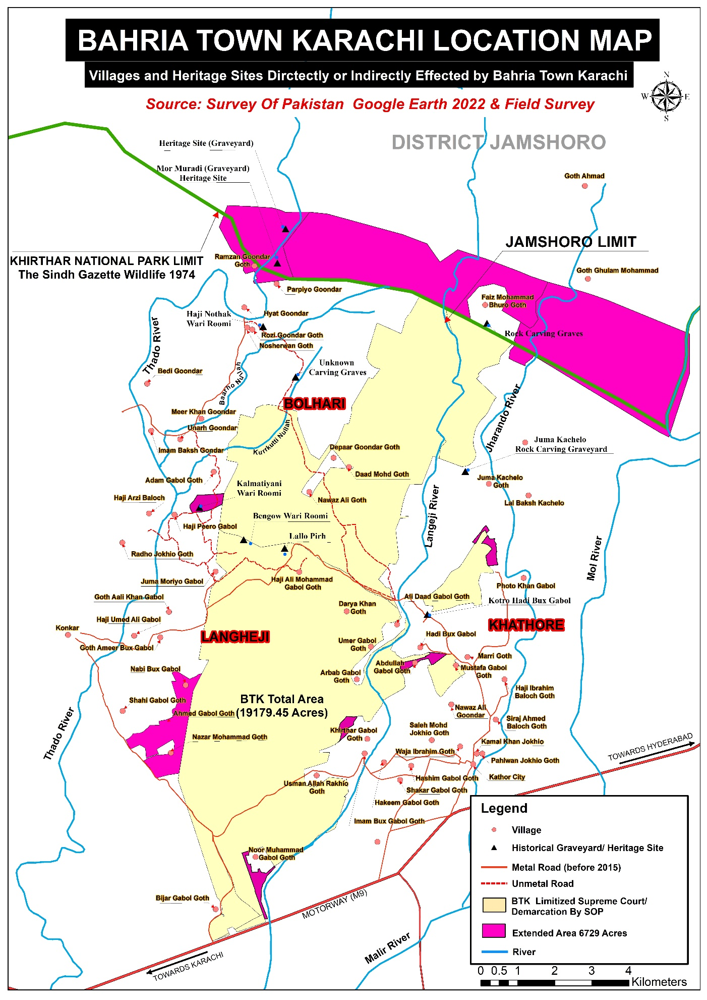 BAHRIA TOWN KARACHI LOCATION MAP
Villages and Heritage Sites Dirctectly or Indirectly Effected by Bahria Town Karachi
Source: Survey Of Pakistan Google Earth 2022 & Field Survey
N
W
E
S
DISTRICT JAMSHORO
Heritage Site (Graveyard)
Mor Muradi (Graveyard)
Heritage Site
Goth Ahmad
JAMSHORO LIMIT
KHIRTHAR NATIONAL PARK LIMIT
The Sindh Gazette Wildlife 1974
Ramzan Goondar
Goth
Goth Ghulam Mohammad
Parpiyo Goondar
Faiz Mohammad
Bhuro Goth
Haji Nothak
Wari Roomi
Hyat Goondar
Rock Carving Graves
Rozi Goondar Goth
Nosherwan Goth
Thado River
Bedi Goondar
Unknown
Carving Graves
Baarho Nullah
BOLHARI
Jharando River
Meer Khan Goondar
Unarh Goondar
Kurrkutti Nullah
Imam Baksh Gondar
Depaar Goondar Goth
Juma Kachelo
Rock Carving Graveyard
Daad Mohd Goth
Adam Gabol Goth
Juma Kachelo
Goth
Kalmatiyani
Wari Roomi
Haji Arzi Baloch
Nawaz Ali Goth
Lal Baksh Kachelo
Langeji River
Bengow Wari Roomi
Haji Peero Gabol
Lallo Pirh
Mol River
Radho Jokhio Goth
Juma Moriyo Gabol
Haji Ali Mohammad
Gabol Goth
Photo Khan Gabol
Goth Aali Khan Gabol
Ali Daad Gabol Goth
Kotro Hadi Bux Gabol
Darya Khan
Goth
Haji Umed Ali Gabol
KHATHORE
Konkar
LANGHEJI
Hadi Bux Gabol
Umer Gabol
Goth
Goth Ameer Bux Gabol
Marri Goth
Abdullah
Gabol Goth
Mustafa Gabol
Goth
Nabi Bux Gabol
Arbab Gabol
Goth
Haji Ibrahim
Baloch Goth
BTK Total Area
(19179.45 Acres)
Shahi Gabol Goth
Ahmed Gabol Goth
Nawaz Ali
Goondar
Siraj Ahmed
Baloch Goth
Saleh Mohd
Jokhio Goth
Khirthar Gabol
Goth
Nazar Mohammad Goth
Kamal Khan Jokhio
Waja Ibrahim Goth
Thado River
TOWARDS HYDERABAD
Pahlwan Jokhio Goth
Hashim Gabol Goth
Kathor City
Usman Allah Rakhio
Goth
Shakar Gabol Goth
Hakeem Gabol Goth
Imam Bux Gabol Goth
Noor Muhammad
Gabol Goth
Bijar Gabol Goth
MOTORWAY (M9)
Malir River
TOWARDS KARACHI
Legend
Village
Historical Graveyard/ Heritage Site
Metal Road (before 2015)
Unmetal Road
BTK Limitized Supreme Court/
Demarcation By SOP
Extended Area 6729 Acres
River
0 0.5 1 2 3 4
Kilometers